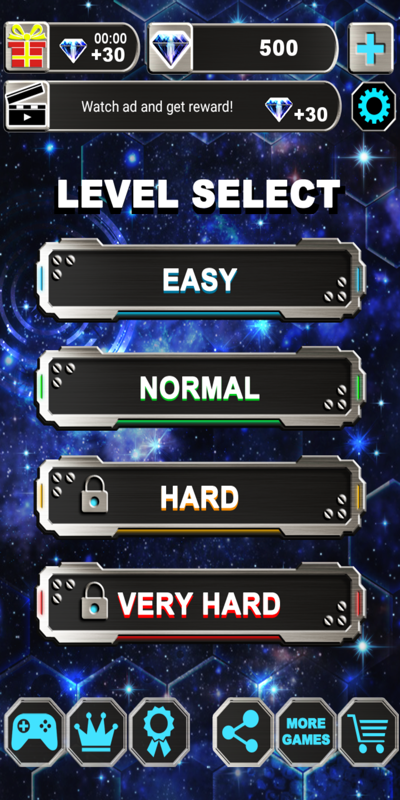 00:00
+30
500
Watch ad and get reward!
+30
LEVEL SELECT
EASY
NORMAL
HARD
VERY HARD
MORE
GAMES